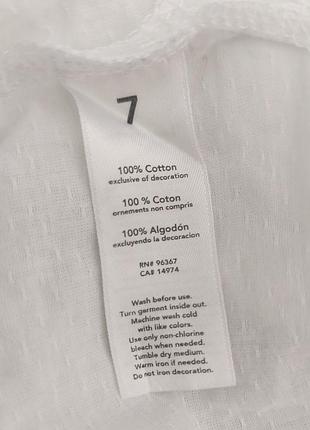 7
100% Cotton
exclusive of decoration
100 % Coton
ornements non compris
100% Algodón
excluyendo la decoracion
RN# 96367
CA# 14974
Wash before use.
Turn garment inside out.
Machine wash cold
with like colors.
Use only non-chlorine
bleach when needed.
Tumble dry medium.
Warm iron if needed.
Do not iron decoration.